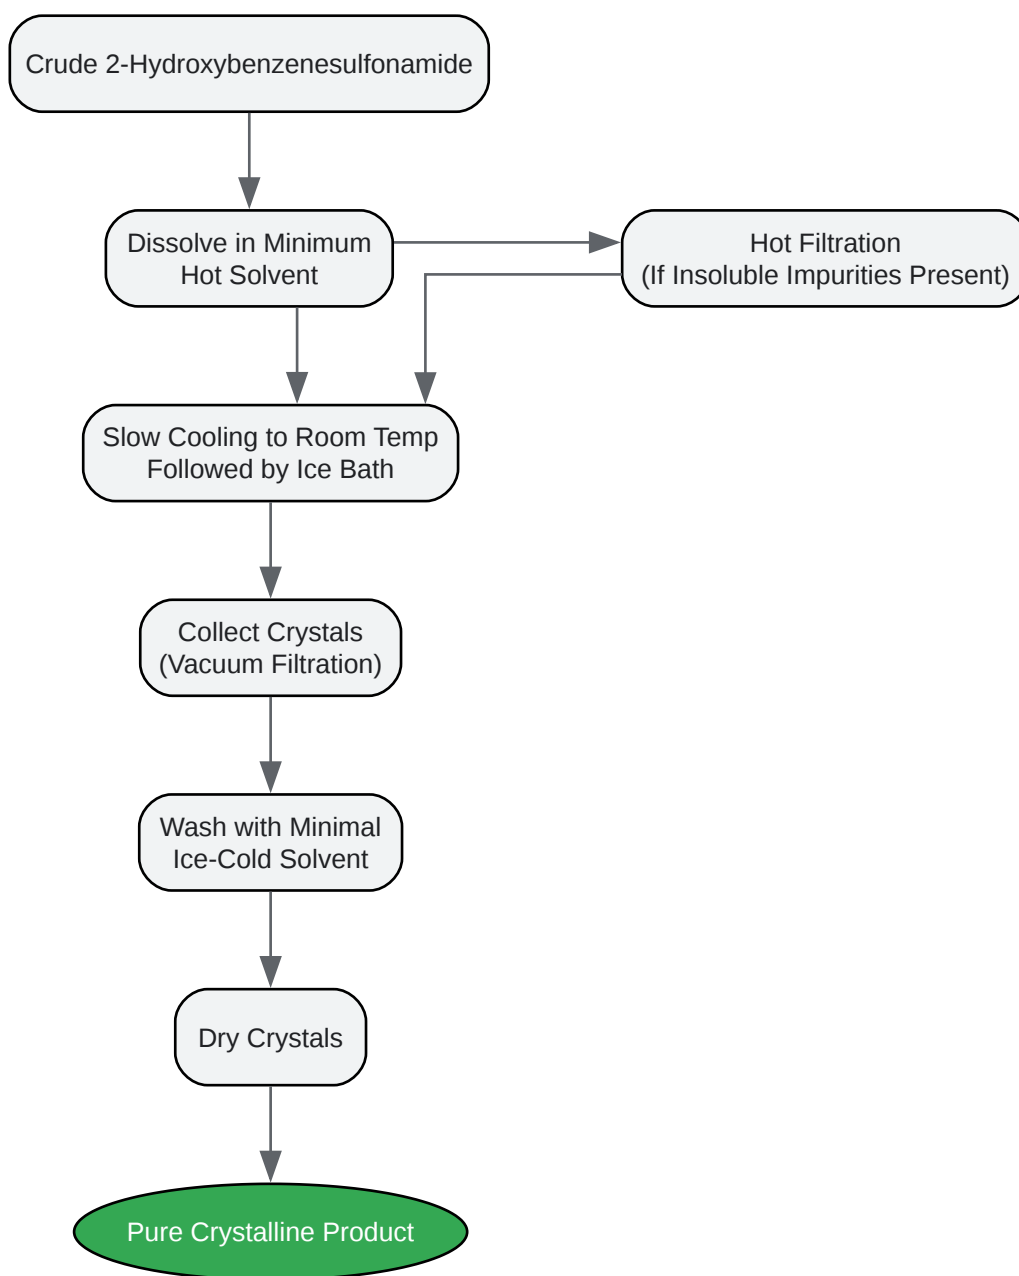 Crude 2-Hydroxybenzenesulfonamide
Dissolve in Minimum
Hot Solvent
Hot Filtration
(If Insoluble Impurities Present)
Slow Cooling to Room Temp
Followed by Ice Bath
Collect Crystals
(Vacuum Filtration)
Wash with Minimal
Ice-Cold Solvent
Dry Crystals
Pure Crystalline Product